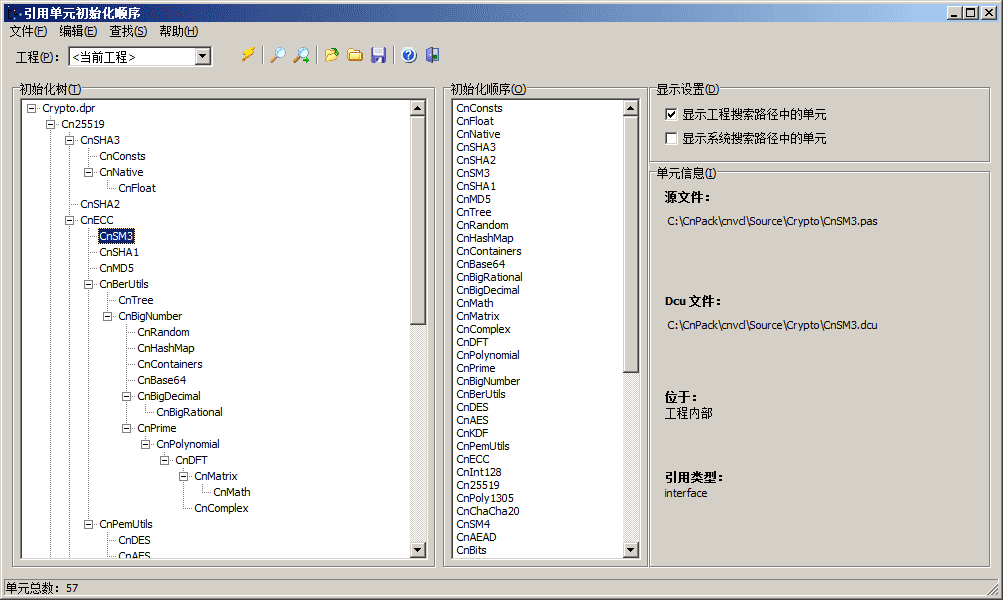 引用单元初始化顺序
文件(F) 编辑(E) 查找(S) 帮助(H)
工程(P): <当前工程>
初始化树(T)
Crypto.dpr
Cn25519
CnSHA3
CnConsts
CnNative
CnFloat
CnSHA2
CnECC
CnSM3
CnSHA1
CnMD5
CnBerUtils
CnTree
CnBigNumber
CnRandom
CnHashMap
CnContainers
CnBase64
CnBigDecimal
CnBigRational
CnPrime
CnPolynomial
CnDFT
CnMatrix
CnMath
CnComplex
CnPemUtils
CnDES
CnAES
初始化顺序(O)
CnConsts
CnFloat
CnNative
CnSHA3
CnSHA2
CnSM3
CnSHA1
CnMD5
CnTree
CnRandom
CnHashMap
CnContainers
CnBase64
CnBigRational
CnBigDecimal
CnMath
CnMatrix
CnComplex
CnDFT
CnPolynomial
CnPrime
CnBigNumber
CnBerUtils
CnDES
CnAES
CnKDF
CnPemUtils
CnECC
CnInt128
Cn25519
CnPoly1305
CnChaCha20
CnSM4
CnAEAD
CnBits
显示设置(D)
显示工程搜索路径中的单元
显示系统搜索路径中的单元
单元信息(I)
源文件:
C:\CnPack\cnvcl\Source\Crypto\CnSM3.pas
Dcu 文件:
C:\CnPack\cnvcl\Source\Crypto\CnSM3.dcu
位于:
工程内部
引用类型:
interface
单元总数: 57